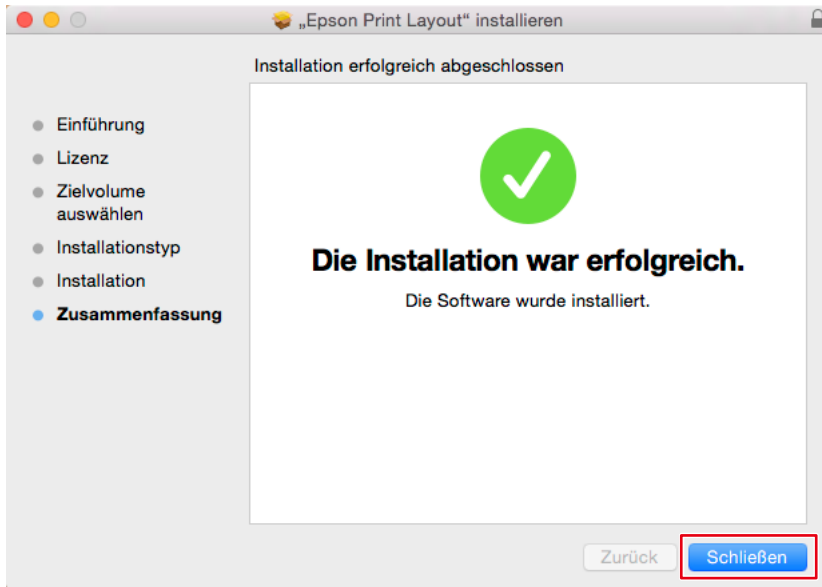 „Epson Print Layout“ installieren
Installation erfolgreich abgeschlossen
Einführung
Lizenz
Zielvolume
auswählen
Installationstyp
Installation
Zusammenfassung
Die Installation war erfolgreich.
Die Software wurde installiert.
Zurück
Schließen